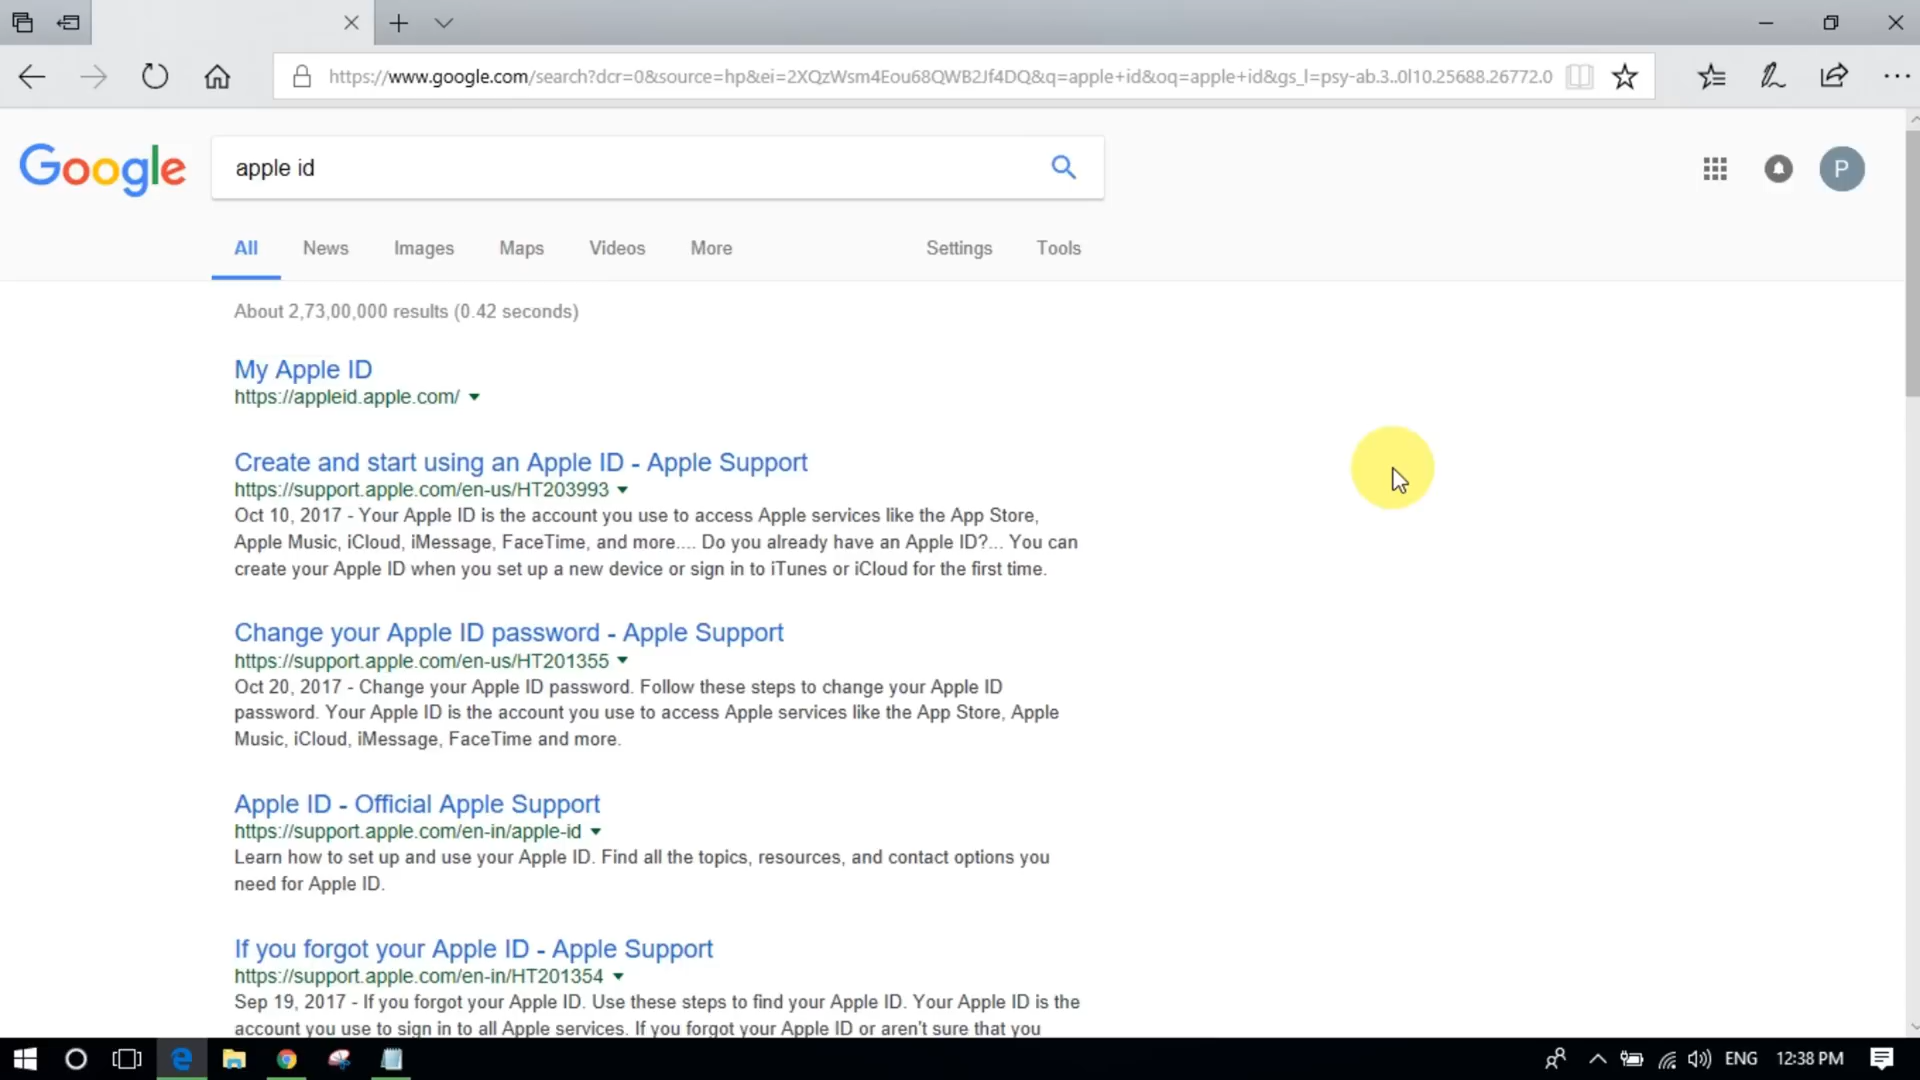 https://www.google.com/search?dcr=0&source=hp&ei=2XQzWsm4Eou68QWB2Jf4DQ&q=apple+id&oq=apple+id&gs_l=psy-ab.3..0l10.25688.26772.0
Google
apple id
P
All News Images Maps Videos More Settings Tools
About 2,73,00,000 results (0.42 seconds)
My Apple ID
https://appleid.apple.com/
Create and start using an Apple ID - Apple Support
https://support.apple.com/en-us/HT203993
Oct 10, 2017 - Your Apple ID is the account you use to access Apple services like the App Store,
Apple Music, iCloud, iMessage, FaceTime, and more.... Do you already have an Apple ID?... You can
create your Apple ID when you set up a new device or sign in to iTunes or iCloud for the first time.
Change your Apple ID password - Apple Support
https://support.apple.com/en-us/HT201355
Oct 20, 2017 - Change your Apple ID password. Follow these steps to change your Apple ID
password. Your Apple ID is the account you use to access Apple services like the App Store, Apple
Music, iCloud, iMessage, FaceTime and more.
Apple ID - Official Apple Support
https://support.apple.com/en-in/apple-id
Learn how to set up and use your Apple ID. Find all the topics, resources, and contact options you
need for Apple ID.
If you forgot your Apple ID - Apple Support
https://support.apple.com/en-in/HT201354
Sep 19, 2017 - If you forgot your Apple ID. Use these steps to find your Apple ID. Your Apple ID is the
account you use to sign in to all Apple services. If you forgot your Apple ID or aren't sure that you
ENG 12:38 PM